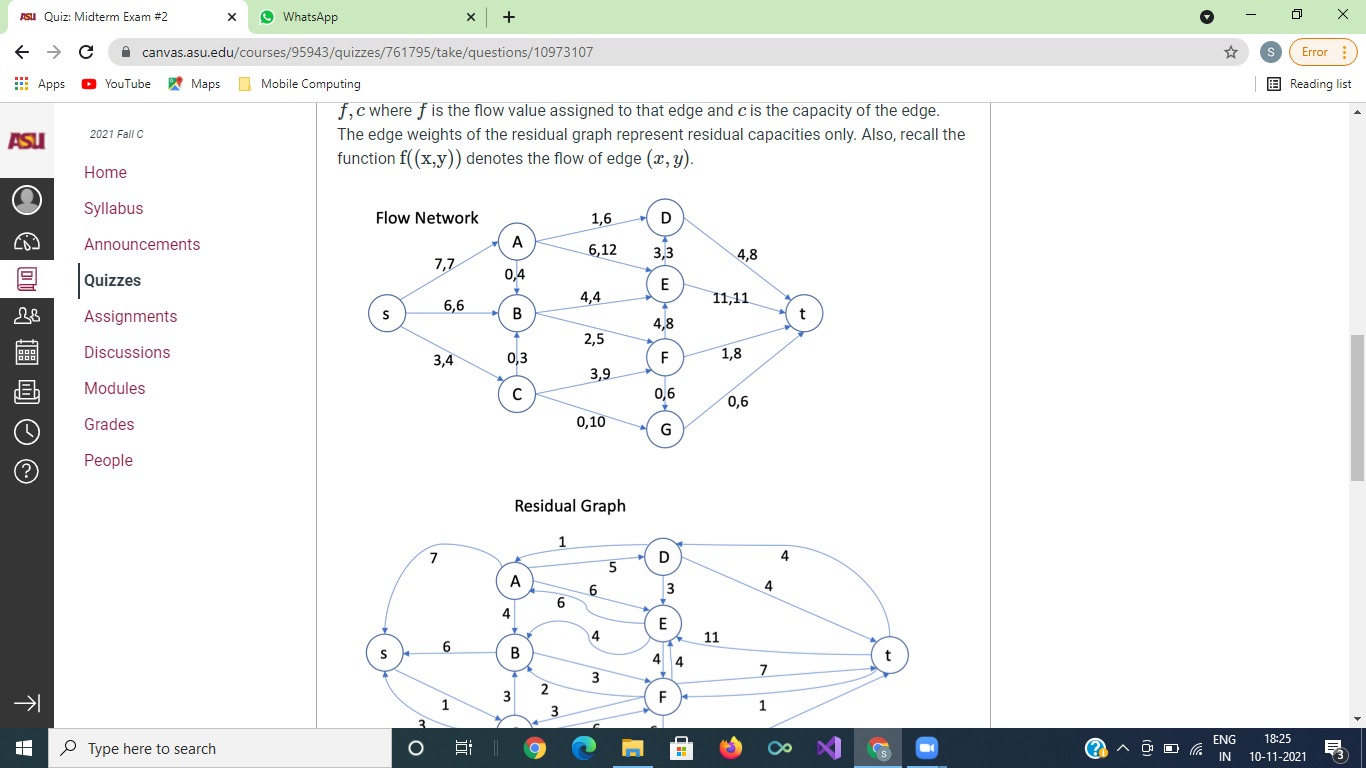 ASU Quiz: Midterm Exam #2
WhatsApp
canvas.asu.edu/courses/95943/quizzes/761795/take/questions/10973107
S
Error
Apps
YouTube
Maps
Mobile Computing
Reading list
ASU
2021 Fall C
Home
Syllabus
Announcements
Quizzes
Assignments
Discussions
Modules
Grades
People
f, c where f is the flow value assigned to that edge and c is the capacity of the edge.
The edge weights of the residual graph represent residual capacities only. Also, recall the
function f((x,y)) denotes the flow of edge (x, y).
Flow Network
1,6
D
A
6,12
3,3
4,8
7,7
0,4
E
4,4
11,11
6,6
s
B
t
4,8
2,5
3,4
0,3
F
1,8
3,9
C
0,6
0,6
0,10
G
Residual Graph
1
D
7
5
4
A
6
3
4
6
4
E
4
11
6
s
B
4
4
t
3
7
2
3
F
1
3
1
3
Type here to search
S
ENG
IN
18:25
10-11-2021
3